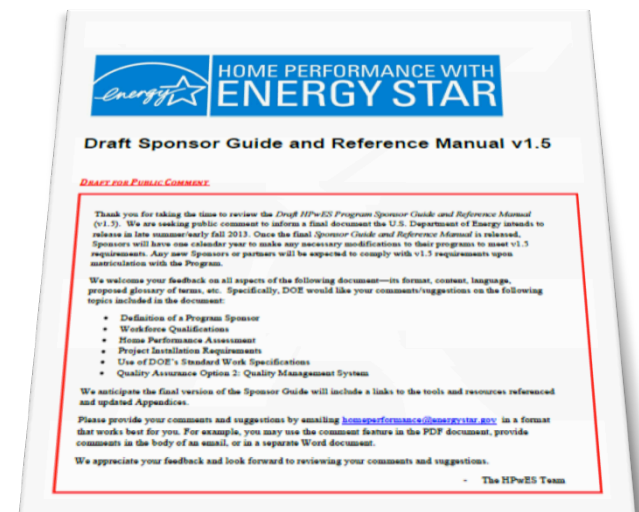 energy
HOME PERFORMANCE WITH
ENERGY STAR
Draft Sponsor Guide and Reference Manual v1.5
DRAFT FOR PUBLIC COMMENT
Thank you for taking the time to review the Draft HPwES Program Sponsor Guide and Reference Manual
(v1.5). We are seeking public comment to inform a final document the U.S. Department of Energy intends to
release in late summer/early fall 2013. Once the final Sponsor Guide and Reference Manual is released,
Sponsors will have one calendar year to make any necessary modifications to their programs to meet v1.5
requirements. Any new Sponsors or partners will be expected to comply with v1.5 requirements upon
matriculation with the Program.
We welcome your feedback on all aspects of the following document—its format, content, language,
proposed glossary of terms, etc. Specifically, DOE would like your comments/suggestions on the following
topics included in the document:
• Definition of a Program Sponsor
• Workforce Qualifications
• Home Performance Assessment
• Project Installation Requirements
• Use of DOE's Standard Work Specifications
• Quality Assurance Option 2: Quality Management System
We anticipate the final version of the Sponsor Guide will include a links to the tools and resources referenced
and updated Appendices.
Please provide your comments and suggestions by emailing homeperformance@energystar.gov in a format
that works best for you. For example, you may use the comment feature in the PDF document, provide
comments in the body of an email, or in a separate Word document.
We appreciate your feedback and look forward to reviewing your comments and suggestions.
- The HPwES Team